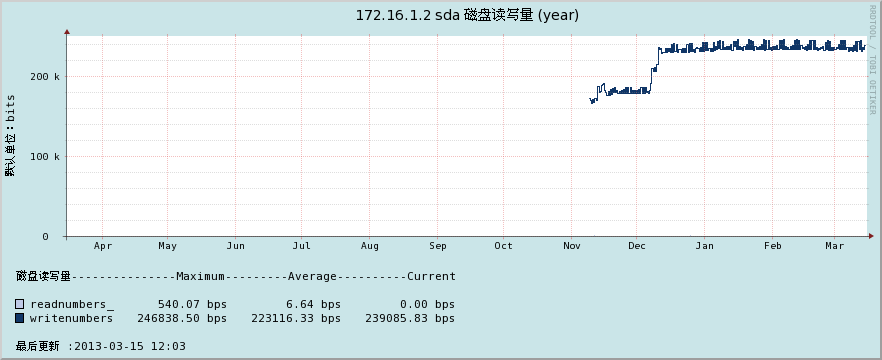 172.16.1.2 sda 磁盘读写量 (year)
RRDTOOL / TOBI OETIKER
默认单位：bits
200 k
100 k
0
Apr May Jun Jul Aug Sep Oct Nov Dec Jan Feb Mar
磁盘读写量---------------Maximum---------Average----------Current
readnumbers_ 540.07 bps 6.64 bps 0.00 bps
writenumbers 246838.50 bps 223116.33 bps 239085.83 bps
最后更新 :2013-03-15 12:03